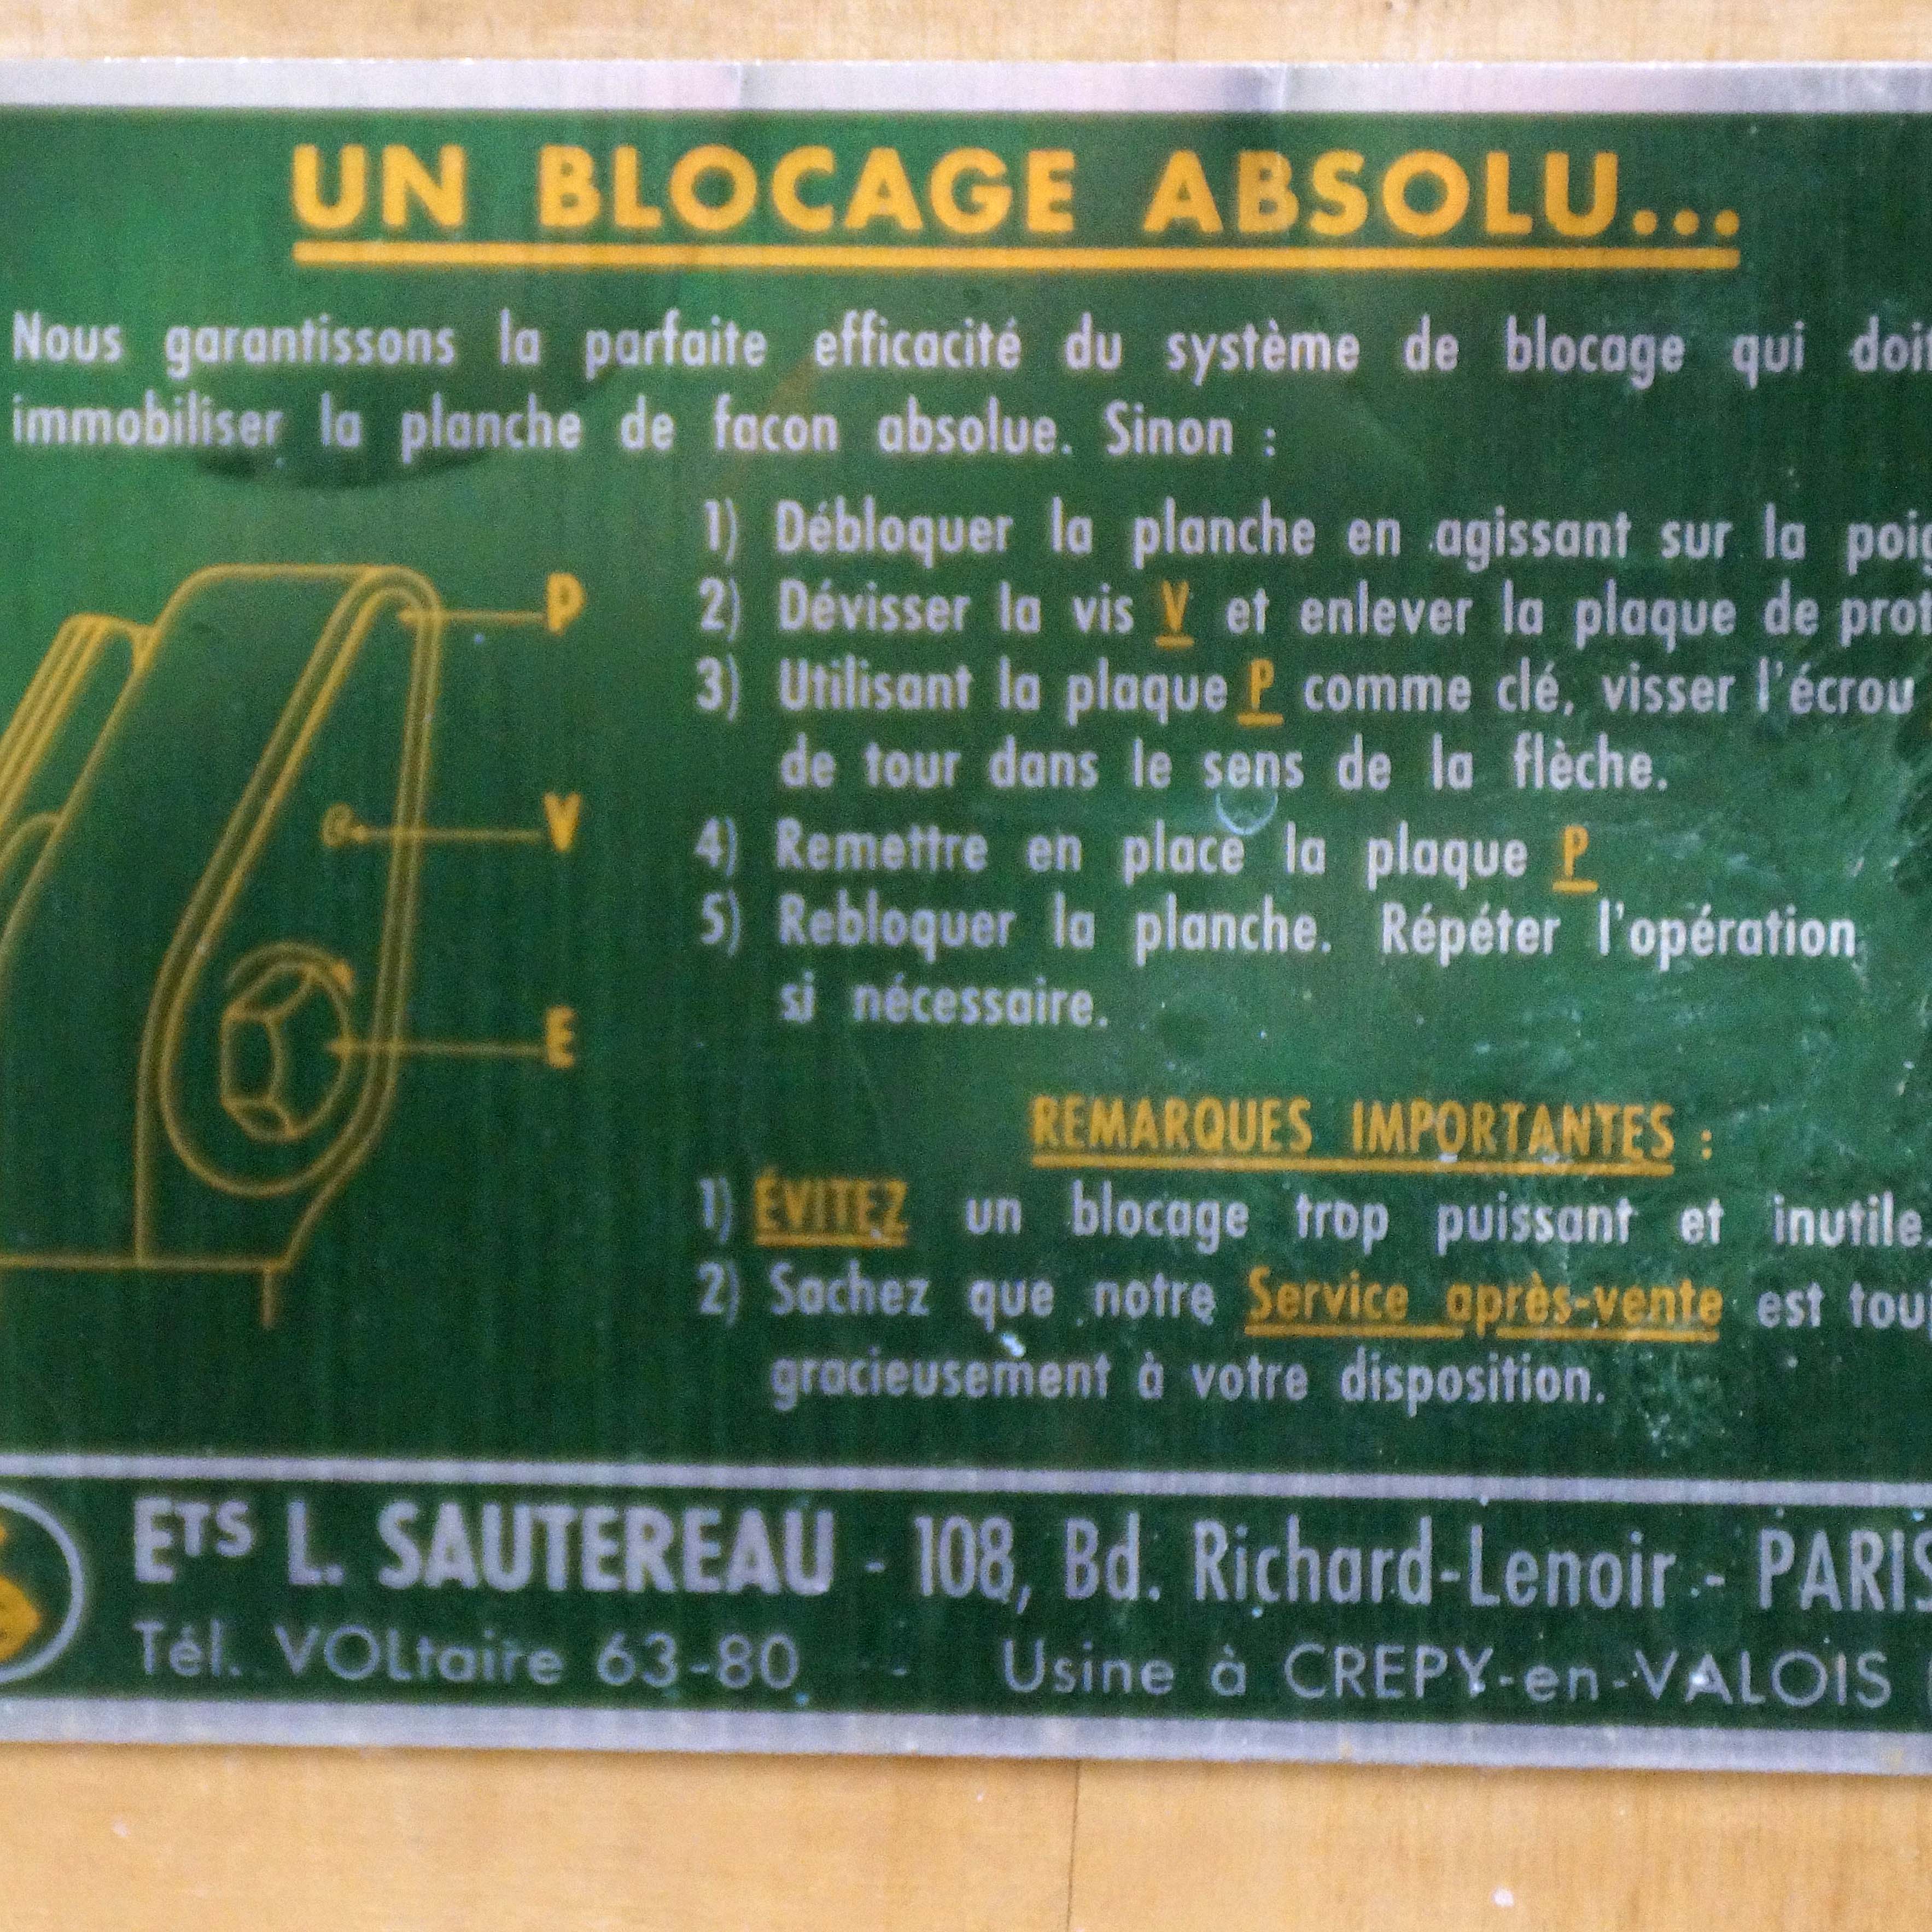 UN BLOCAGE ABSOLU...
Nous garantissons la parfaite efficacité du système de blocage qui doit
immobiliser la planche de facon absolue. Sinon :
1) Débloquer la planche en agissant sur la
2) Dévisser la vis V et enlever la plaque de
3) Utilisant la plaque P comme clé, visser l'écrou
de tour dans le sens de la flèche.
4) Remettre en place la plaque P
5) Rebloquer la planche. Répéter l'opération
si nécessaire.
P
V
E
REMARQUES IMPORTANTES :
1) ÉVITEZ un blocage trop puissant et inutile.
2) Sachez que notre Service après-vente est
gracieusement à votre disposition.
ETS L. SAUTEREAU - 108, Bd. Richard-Lenoir - PARIS
Tél. VOLtaire 63-80 - Usine à CREPY-en-VALOIS